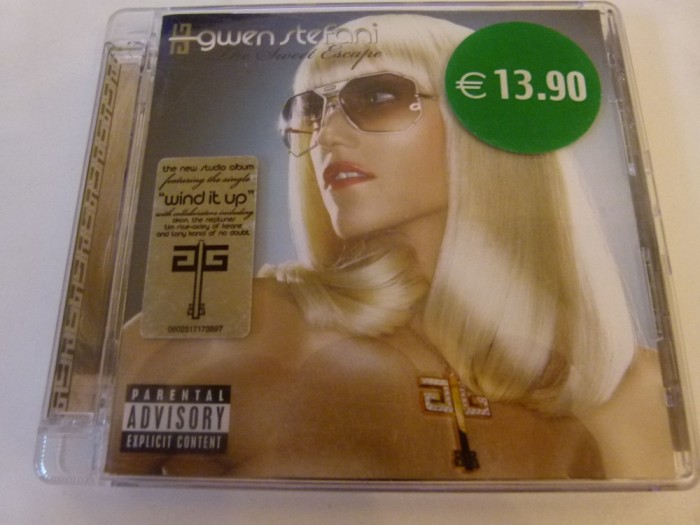 gwen stefani
The Sweet Escape
€ 13.90
the new studio album
featuring the single
"wind it up"
with collaborators including
akon, the neptunes
tim rice-oxley of keane
and tony kanal of no doubt
G
PARENTAL
ADVISORY
EXPLICIT CONTENT